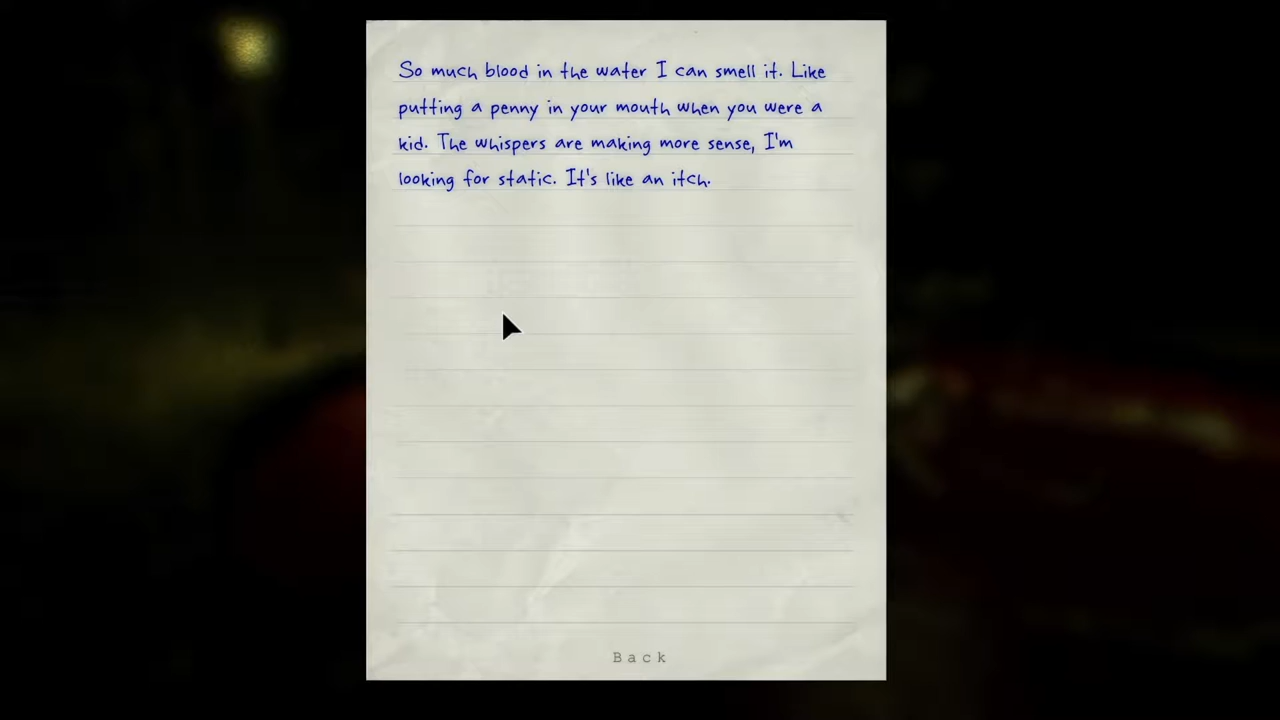 So much blood in the water I can smell it. Like
putting a penny in your mouth when you were a
kid. The whispers are making more sense, I'm
looking for static. It's like an itch.
Back